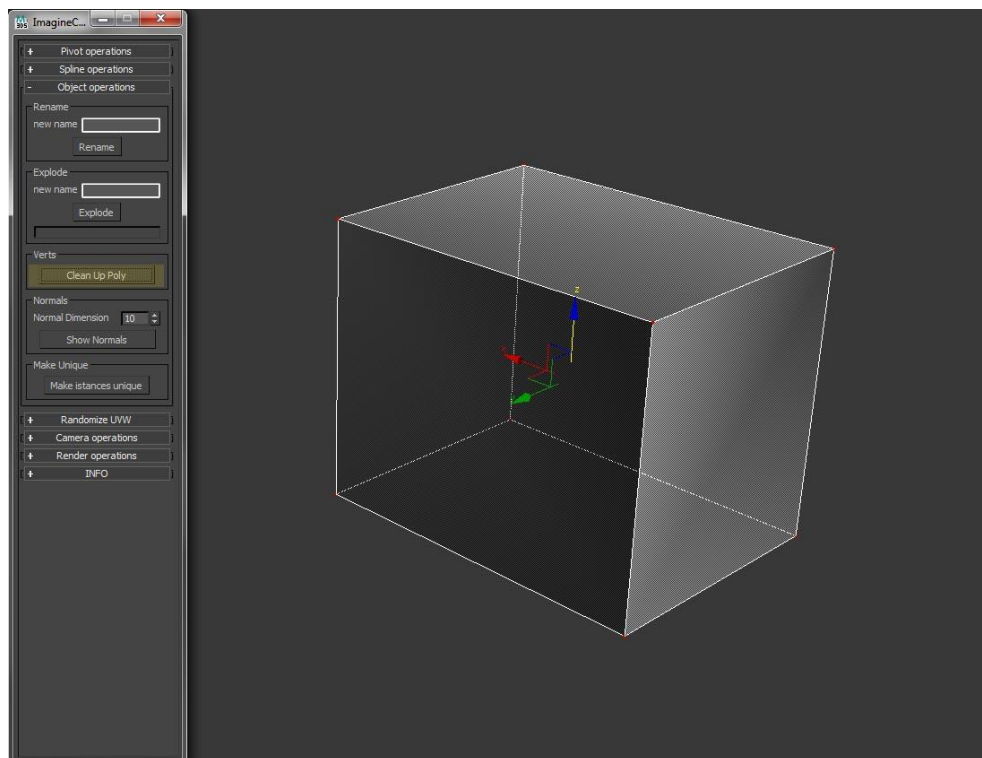 ImagineC...
+ Pivot operations
+ Spline operations
- Object operations
Rename
new name
Rename
Explode
new name
Explode
Verts
Clean Up Poly
Normals
Normal Dimension 10
Show Normals
Make Unique
Make istances unique
+ Randomize UVW
+ Camera operations
+ Render operations
+ INFO
z